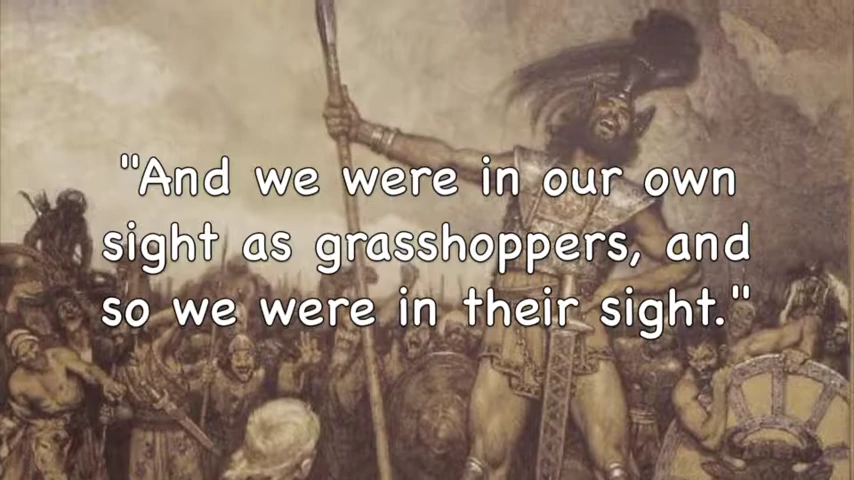 "And we were in our own
sight as grasshoppers, and
so we were in their sight."